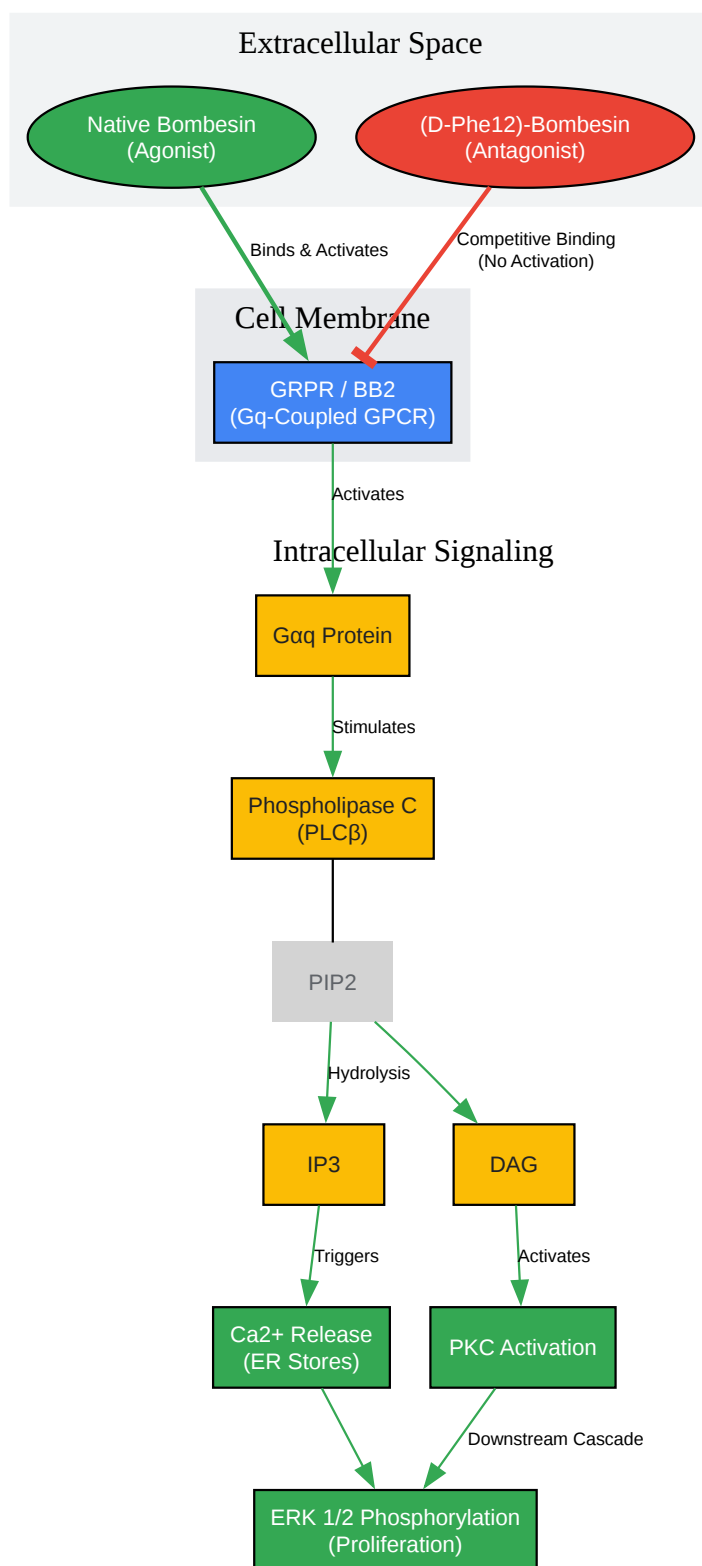 Extracellular Space
Native Bombesin
(Agonist)
(D-Phe12)-Bombesin
(Antagonist)
Binds & Activates
Competitive Binding
(No Activation)
Cell Membrane
GRPR / BB2
(Gq-Coupled GPCR)
Activates
Intracellular Signaling
Gαq Protein
Stimulates
Phospholipase C
(PLCβ)
PIP2
Hydrolysis
IP3
DAG
Triggers
Activates
Ca2+ Release
(ER Stores)
PKC Activation
Downstream Cascade
ERK 1/2 Phosphorylation
(Proliferation)